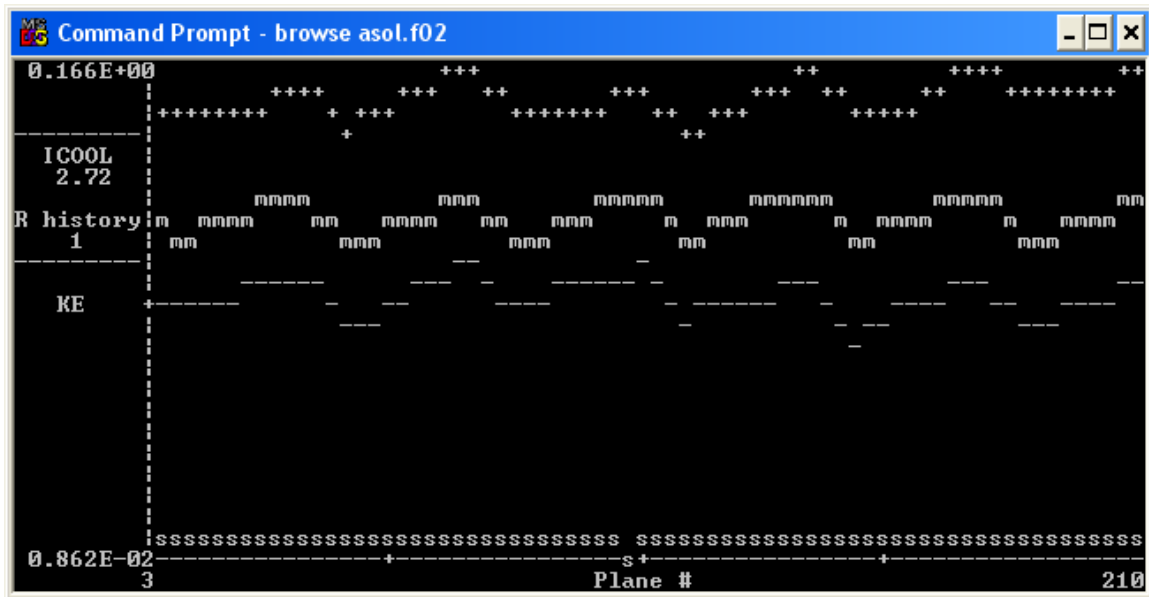 Command Prompt - browse asol.f02
0.166E+00
ICOOL
2.72
R history
1
KE
0.862E-02
3 Plane # 210